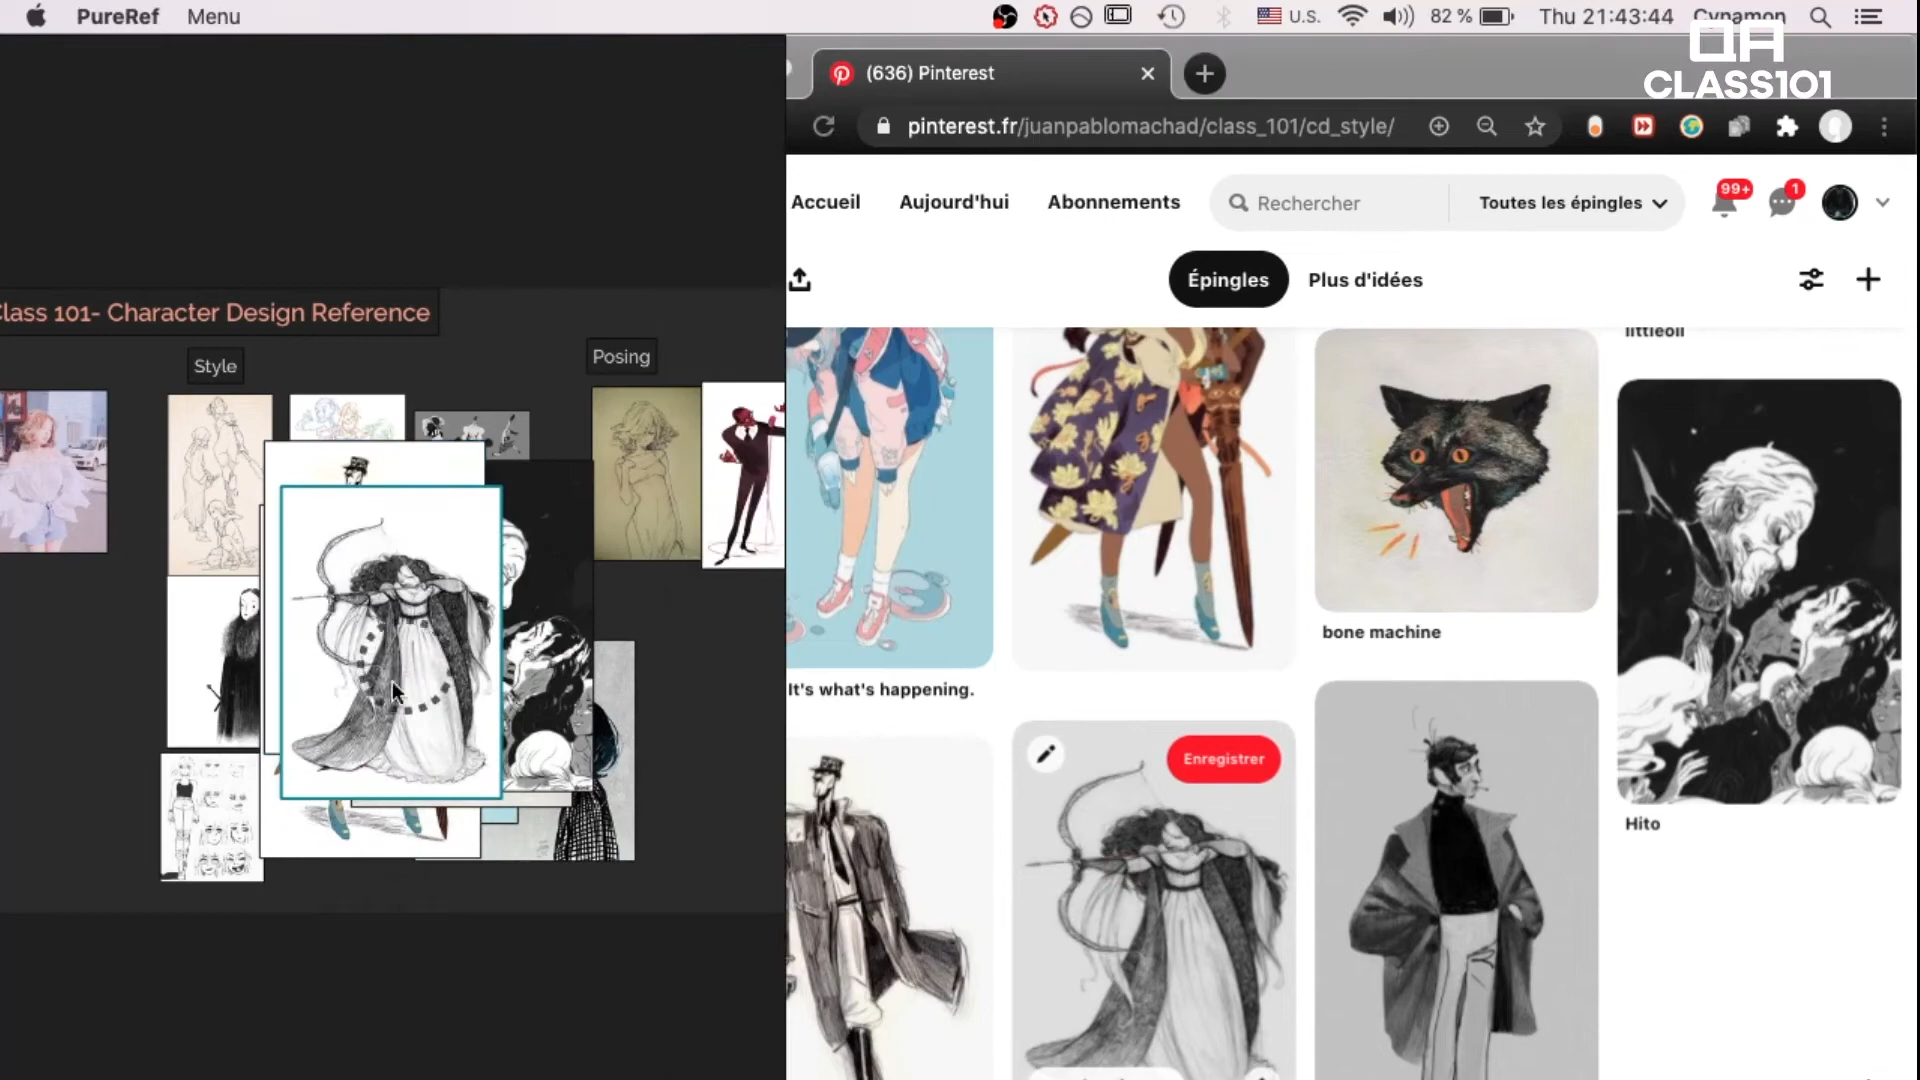 PureRef
Menu
U.S.
82 %
Thu 21:43:44
Cynamon
CLASS101
(636) Pinterest
pinterest.fr/juanpablomachad/class_101/cd_style/
Accueil
Aujourd'hui
Abonnements
Rechercher
Toutes les épingles
99+
1
Épingles
Plus d'idées
lass 101- Character Design Reference
Style
Posing
littleoil
bone machine
It's what's happening.
Enregistrer
Hito